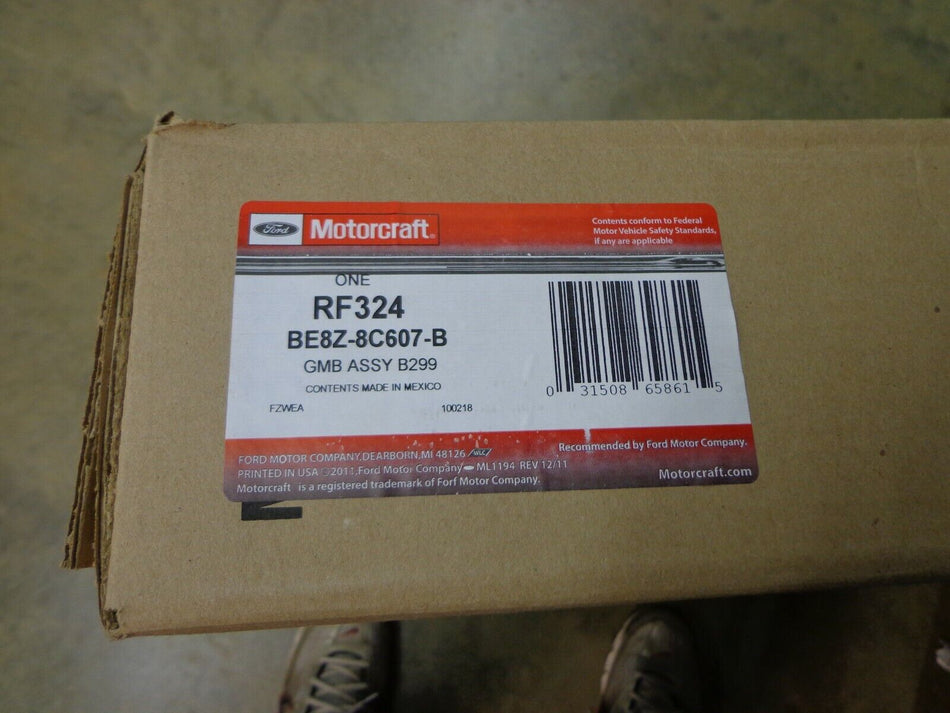 Ford Motorcraft®
Contents conform to Federal
Motor Vehicle Safety Standards,
if any are applicable
ONE
RF324
BE8Z-8C607-B
GMB ASSY B299
CONTENTS MADE IN MEXICO
FZWEA 100218
0 31508 65861 5
FORD MOTOR COMPANY,DEARBORN,MI 48126
PRINTED IN USA ©2011,Ford Motor Company ML1194 REV 12/11
Motorcraft is a registered trademark of Forf Motor Company.
Recommended by Ford Motor Company.
Motorcraft.com